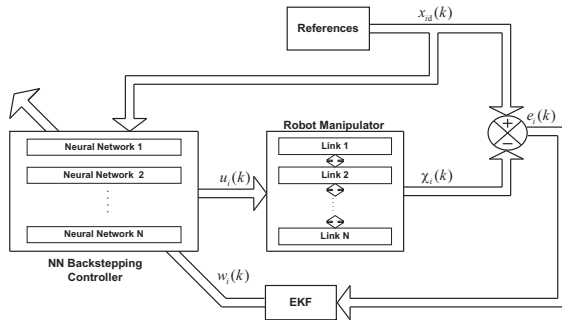 References
x_id(k)
Robot Manipulator
+
−
e_i(k)
Neural Network 1
Neural Network 2
Neural Network N
Link 1
Link 2
Link N
u_i(k)
χ_i(k)
NN Backstepping
Controller
w_i(k)
EKF